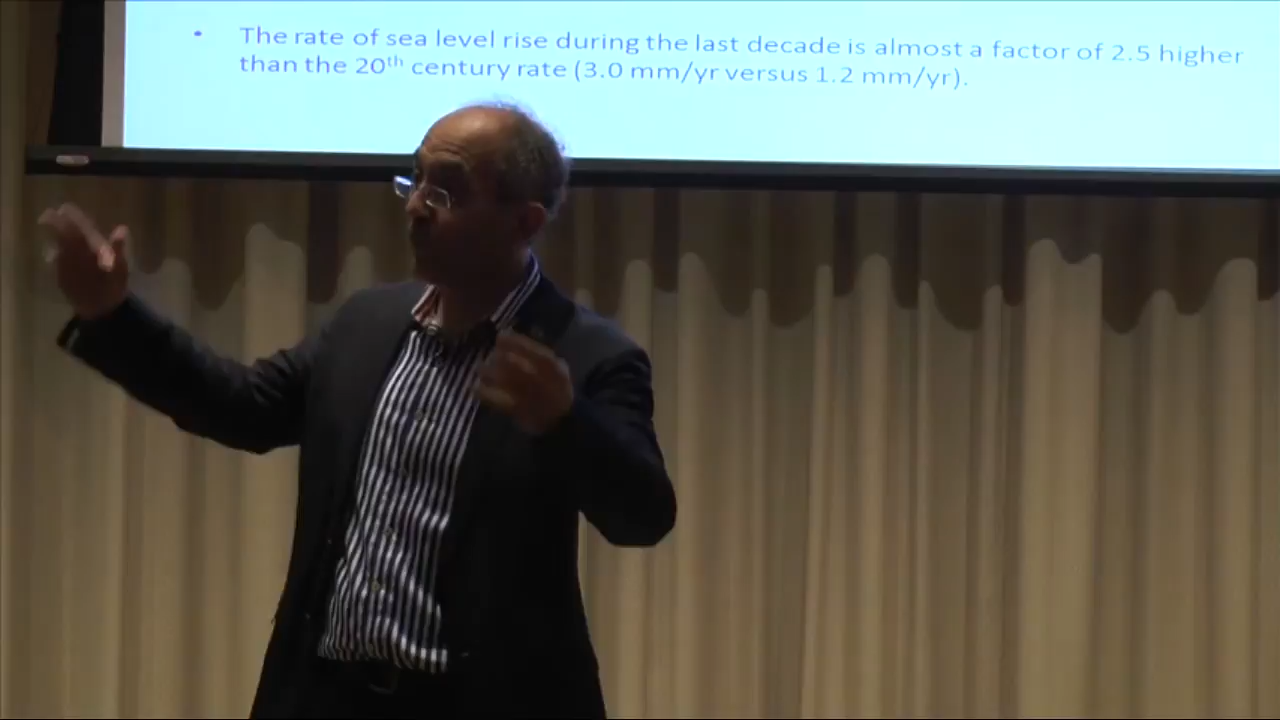 • The rate of sea level rise during the last decade is almost a factor of 2.5 higher
than the 20th century rate (3.0 mm/yr versus 1.2 mm/yr).